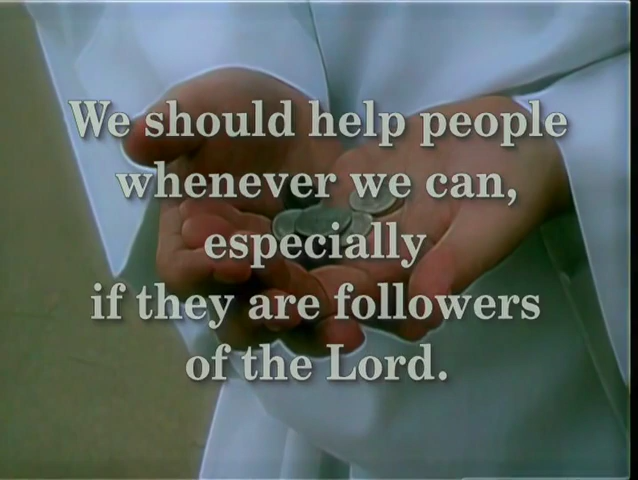 We should help people
whenever we can,
especially
if they are followers
of the Lord.